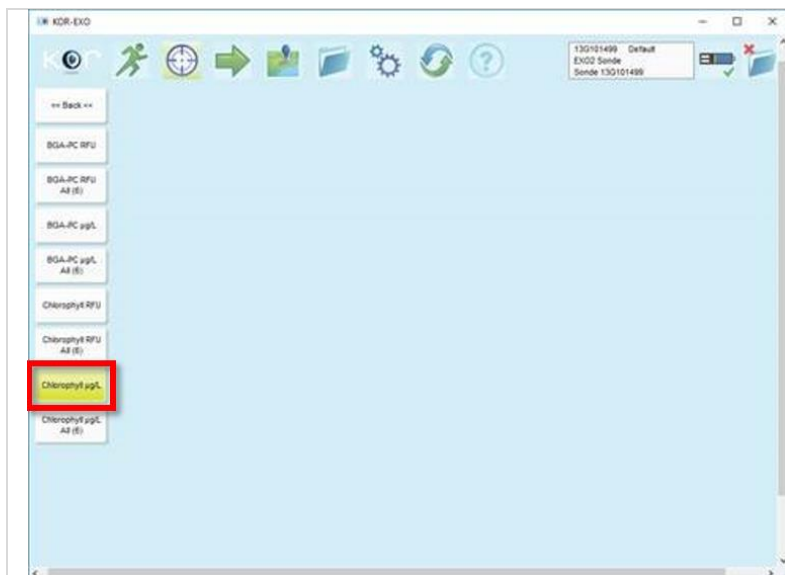 KOR-EXO
kor
13G101499 Default
EXO2 Sonde
Sonde 13G101499
<< Back <<
BGA-PC RFU
BGA-PC RFU
All (6)
BGA-PC µg/L
BGA-PC µg/L
All (6)
Chlorophyll RFU
Chlorophyll RFU
All (6)
Chlorophyll µg/L
Chlorophyll µg/L
All (6)